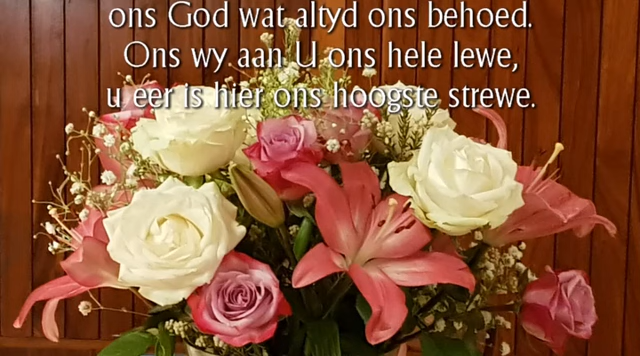 ons God wat altyd ons behoed.
Ons wy aan U ons hele lewe,
u eer is hier ons hoogste strewe.